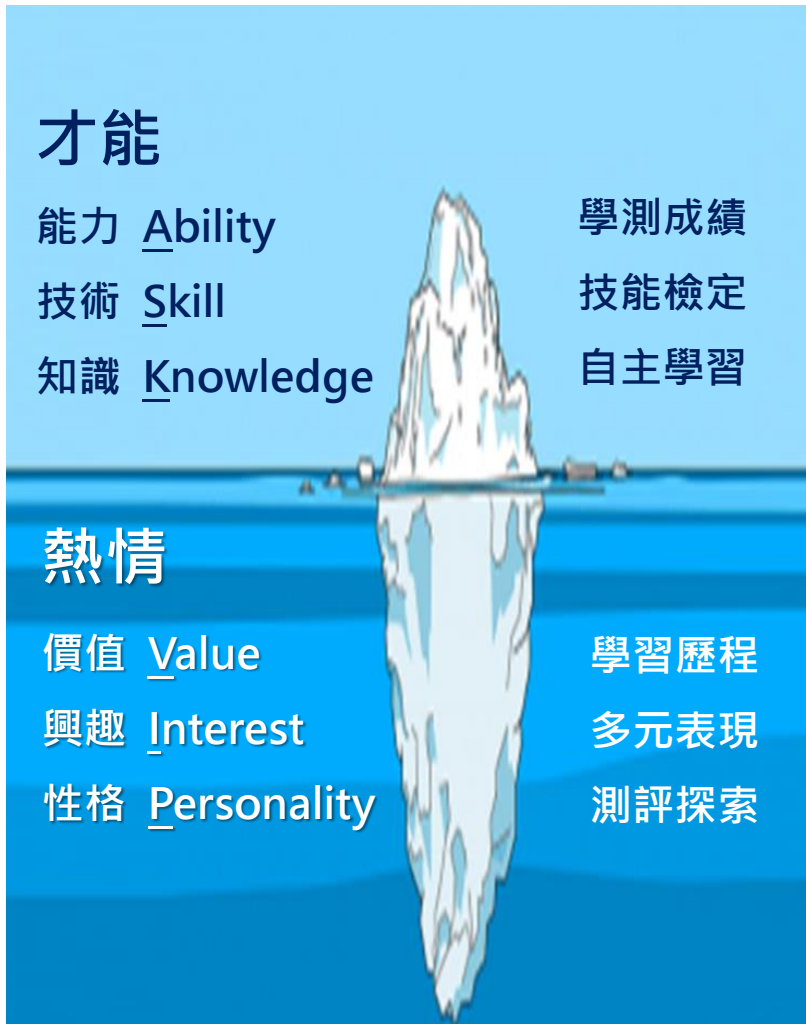 才能
能力 Ability
技術 Skill
知識 Knowledge
學測成績
技能檢定
自主學習
熱情
價值 Value
興趣 Interest
性格 Personality
學習歷程
多元表現
測評探索